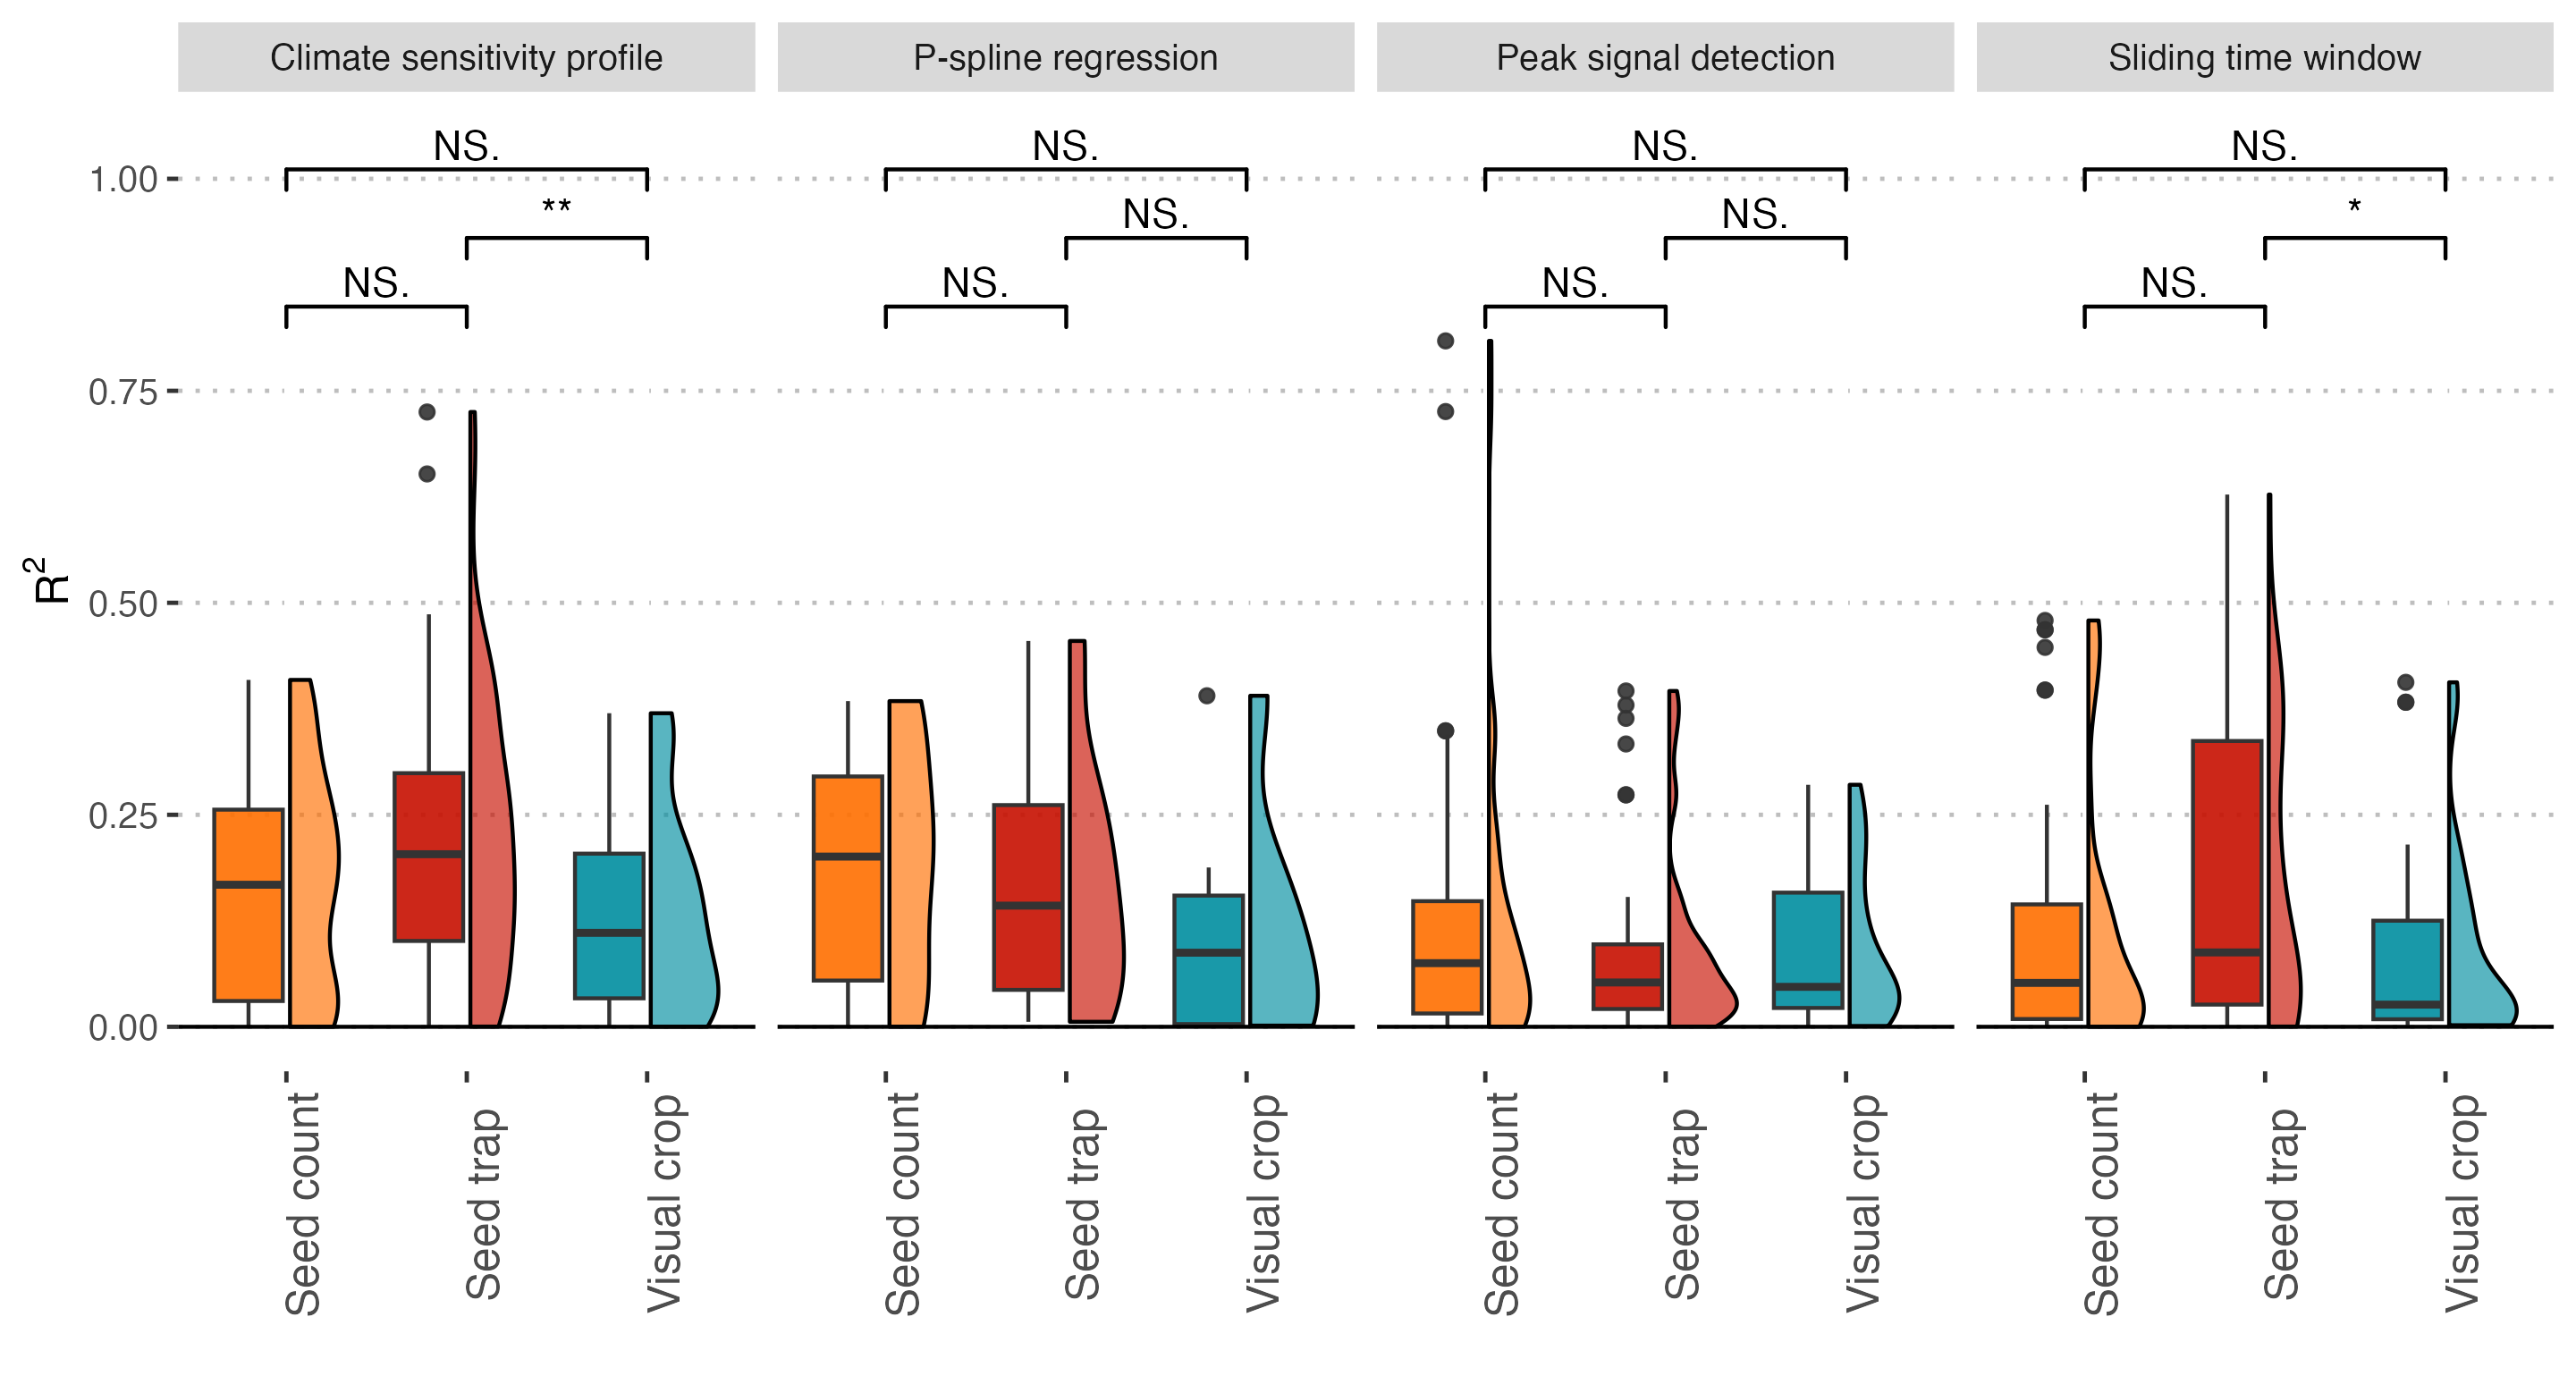 Climate sensitivity profile
P-spline regression
Peak signal detection
Sliding time window
NS.
**
NS.
NS.
NS.
NS.
NS.
NS.
NS.
NS.
*
NS.
R²
1.00
0.75
0.50
0.25
0.00
Seed count
Seed trap
Visual crop
Seed count
Seed trap
Visual crop
Seed count
Seed trap
Visual crop
Seed count
Seed trap
Visual crop